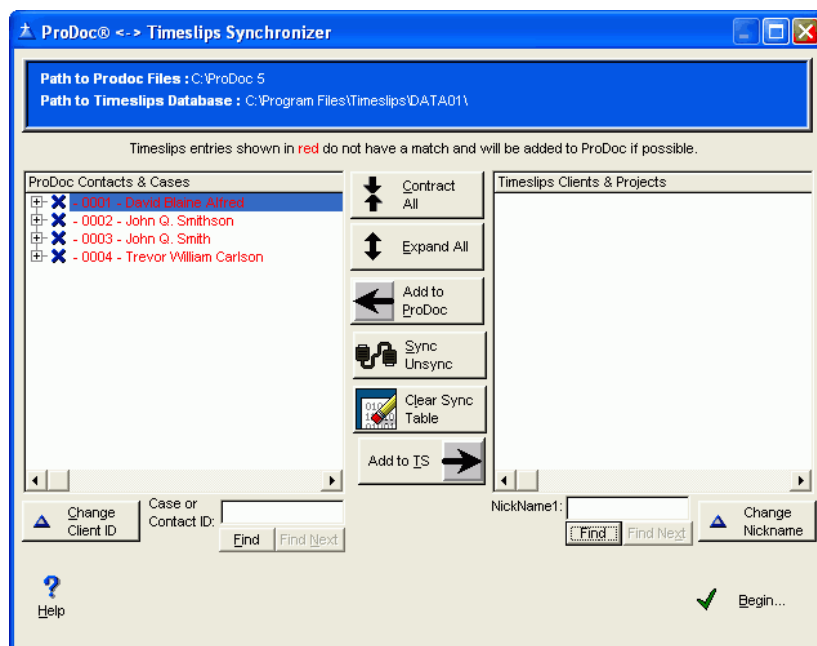 ProDoc® <-> Timeslips Synchronizer
Path to Prodoc Files : C:\ProDoc 5
Path to Timeslips Database : C:\Program Files\Timeslips\DATA01\
Timeslips entries shown in red do not have a match and will be added to ProDoc if possible.
ProDoc Contacts & Cases
- 0001 - David Blaine Alfred
- 0002 - John Q. Smithson
- 0003 - John Q. Smith
- 0004 - Trevor William Carlson
Contract
All
Expand All
Add to
ProDoc
Sync
Unsync
Clear Sync
Table
Add to TS
Timeslips Clients & Projects
Change
Client ID
Case or
Contact ID:
Find Find Next
NickName1:
Find Find Next
Change
Nickname
Help
Begin...